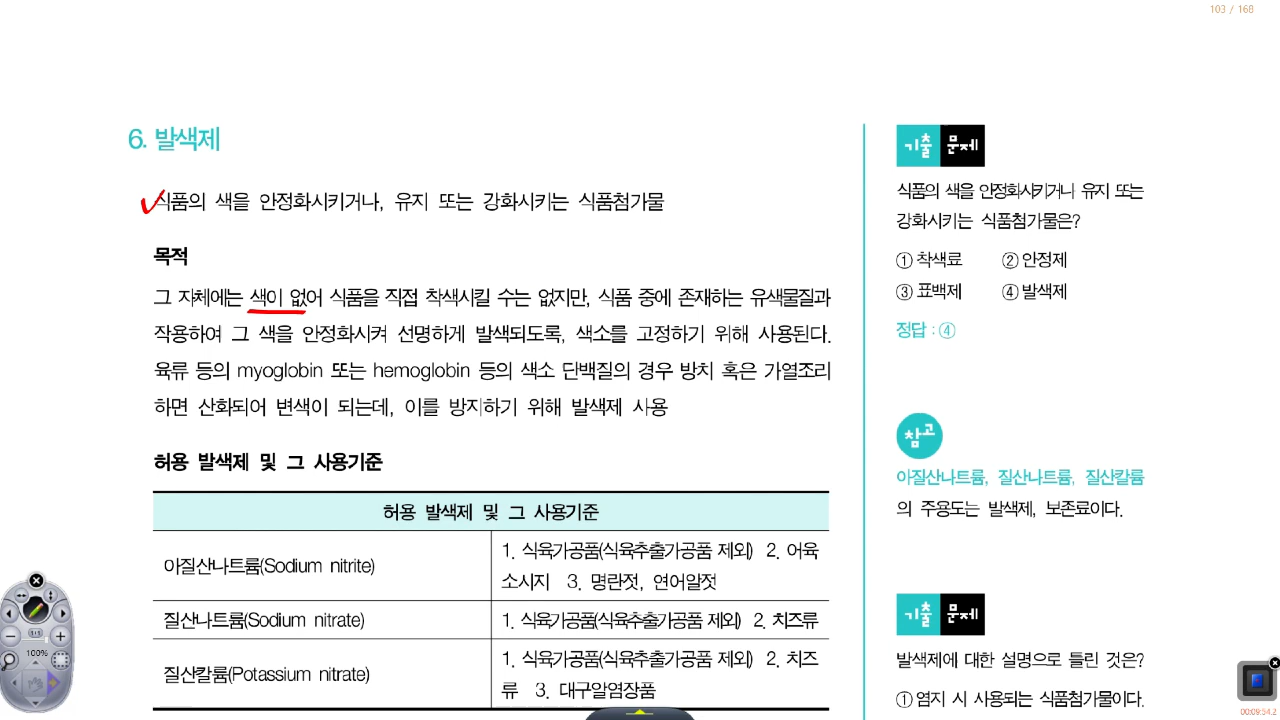 103 / 168
6. 발색제
식품의 색을 안정화시키거나, 유지 또는 강화시키는 식품첨가물
목적
그 자체에는 색이 없어 식품을 직접 착색시킬 수는 없지만, 식품 중에 존재하는 유색물질과
작용하여 그 색을 안정화시켜 선명하게 발색되도록, 색소를 고정하기 위해 사용된다.
육류 등의 myoglobin 또는 hemoglobin 등의 색소 단백질의 경우 방치 혹은 가열조리
하면 산화되어 변색이 되는데, 이를 방지하기 위해 발색제 사용
허용 발색제 및 그 사용기준
허용 발색제 및 그 사용기준
아질산나트륨(Sodium nitrite)
1. 식육가공품(식육추출가공품 제외) 2. 어육
소시지 3. 명란젓, 연어알젓
질산나트륨(Sodium nitrate)
1. 식육가공품(식육추출가공품 제외) 2. 치즈류
질산칼륨(Potassium nitrate)
1. 식육가공품(식육추출가공품 제외) 2. 치즈
류 3. 대구알염장품
기출 문제
식품의 색을 안정화시키거나 유지 또는
강화시키는 식품첨가물은?
① 착색료 ② 안정제
③ 표백제 ④ 발색제
정답 : ④
참고
아질산나트륨, 질산나트륨, 질산칼륨
의 주용도는 발색제, 보존료이다.
기출 문제
발색제에 대한 설명으로 틀린 것은?
① 염지 시 사용되는 식품첨가물이다.
100%
00:09:54.2